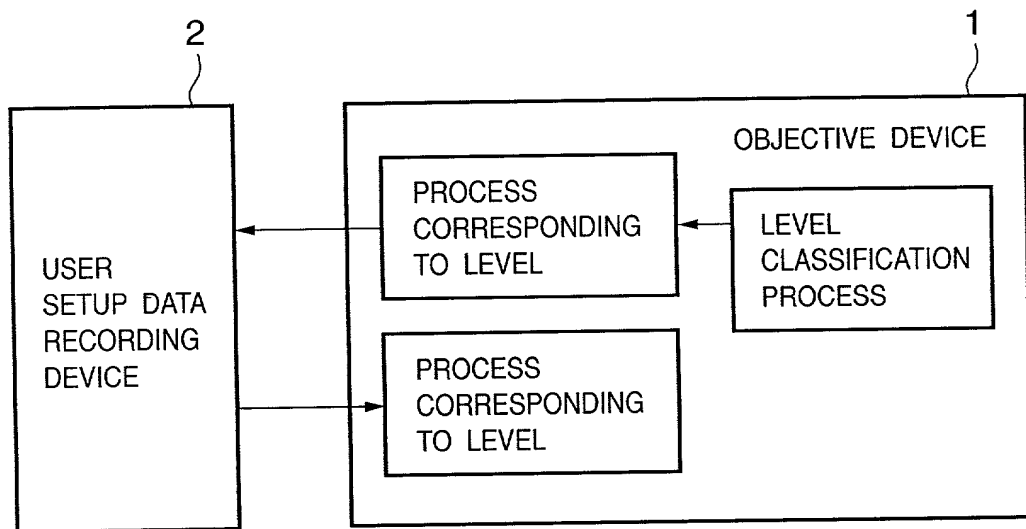 2
1
OBJECTIVE DEVICE
PROCESS
CORRESPONDING
TO LEVEL
LEVEL
CLASSIFICATION
PROCESS
USER
SETUP DATA
RECORDING
DEVICE
PROCESS
CORRESPONDING
TO LEVEL